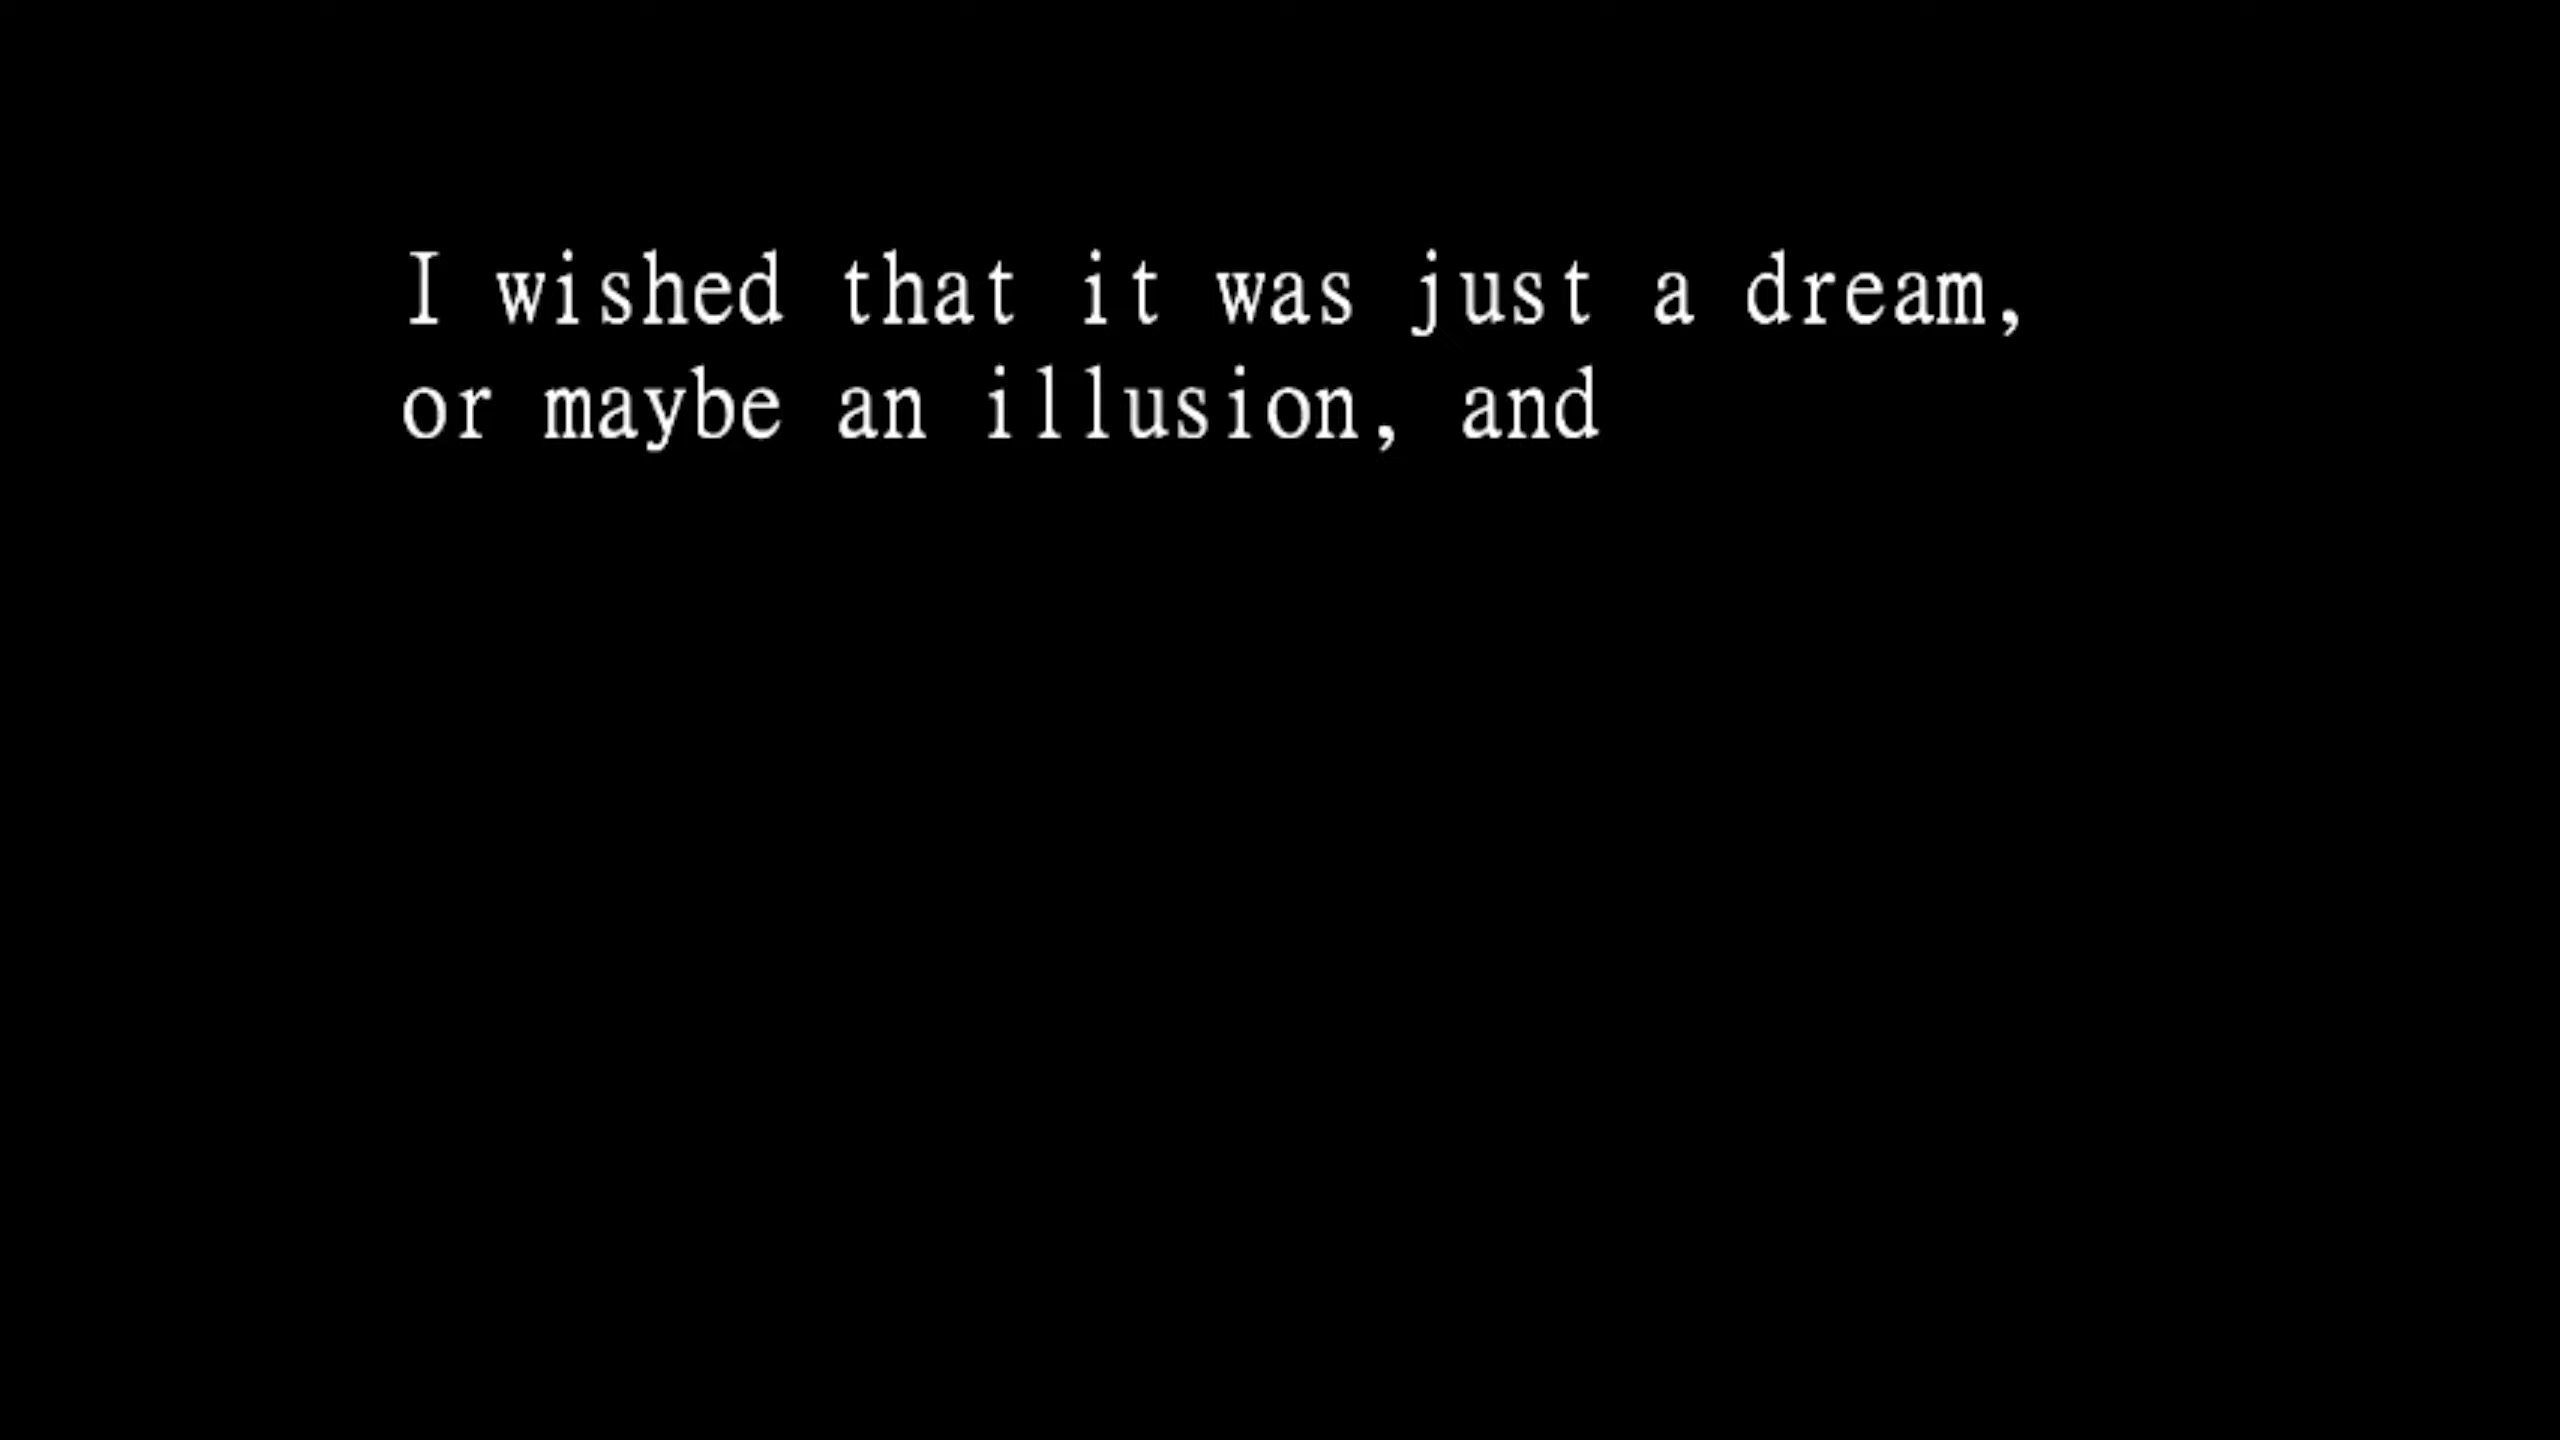 I wished that it was just a dream,
or maybe an illusion, and